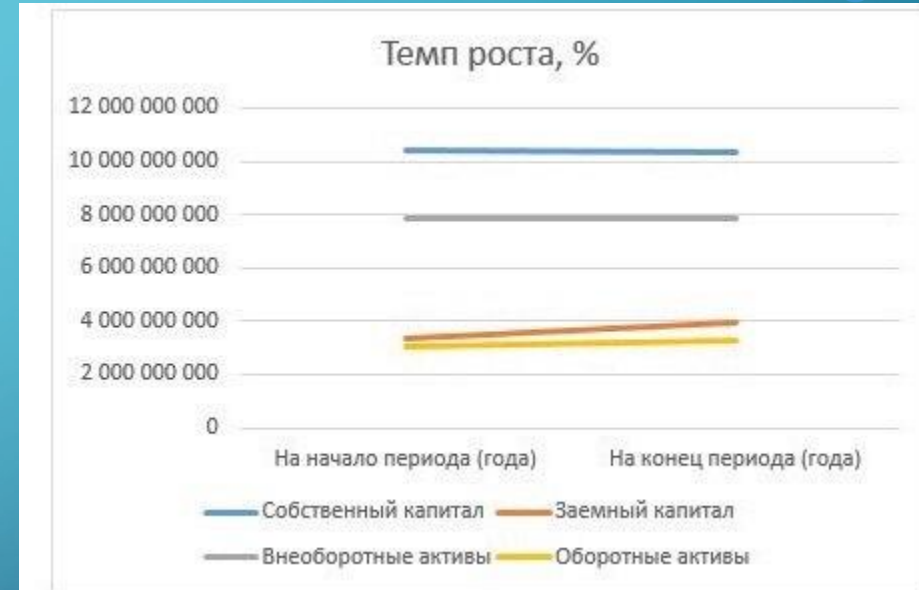 Темп роста, %
12 000 000 000
10 000 000 000
8 000 000 000
6 000 000 000
4 000 000 000
2 000 000 000
0
На начало периода (года) На конец периода (года)
Собственный капитал Заемный капитал
Внеоборотные активы Оборотные активы